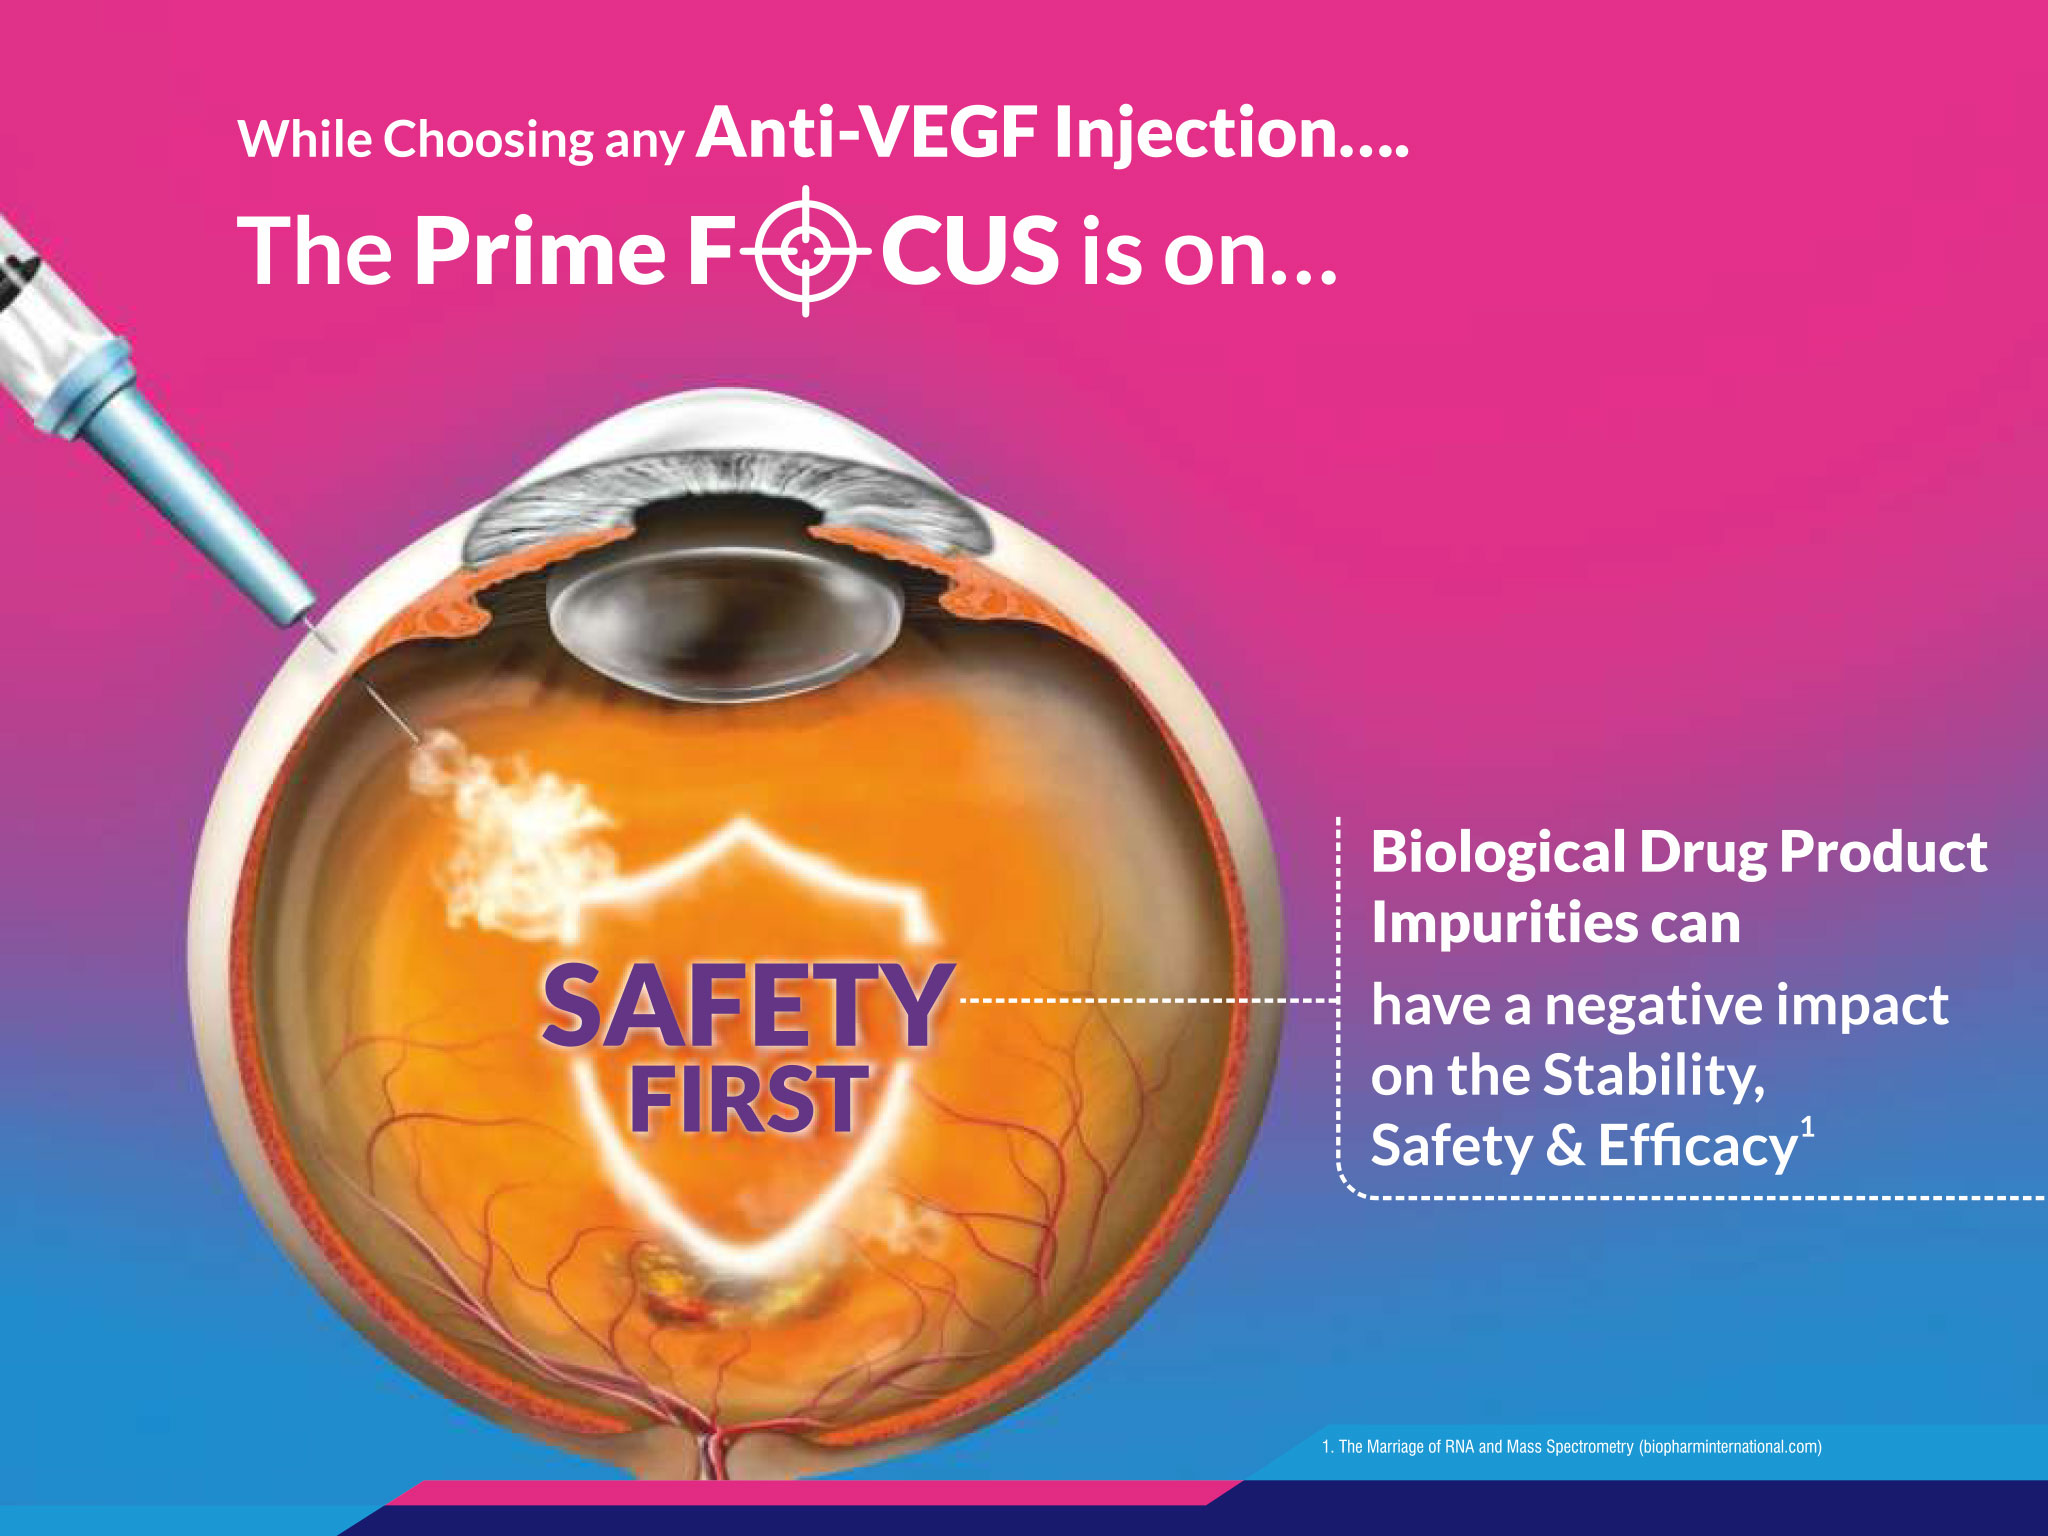 While Choosing any Anti-VEGF Injection....
The Prime FOCUS is on...
SAFETY
FIRST
Biological Drug Product
Impurities can
have a negative impact
on the Stability,
Safety & Efficacy1
1. The Marriage of RNA and Mass Spectrometry (biopharminternational.com)